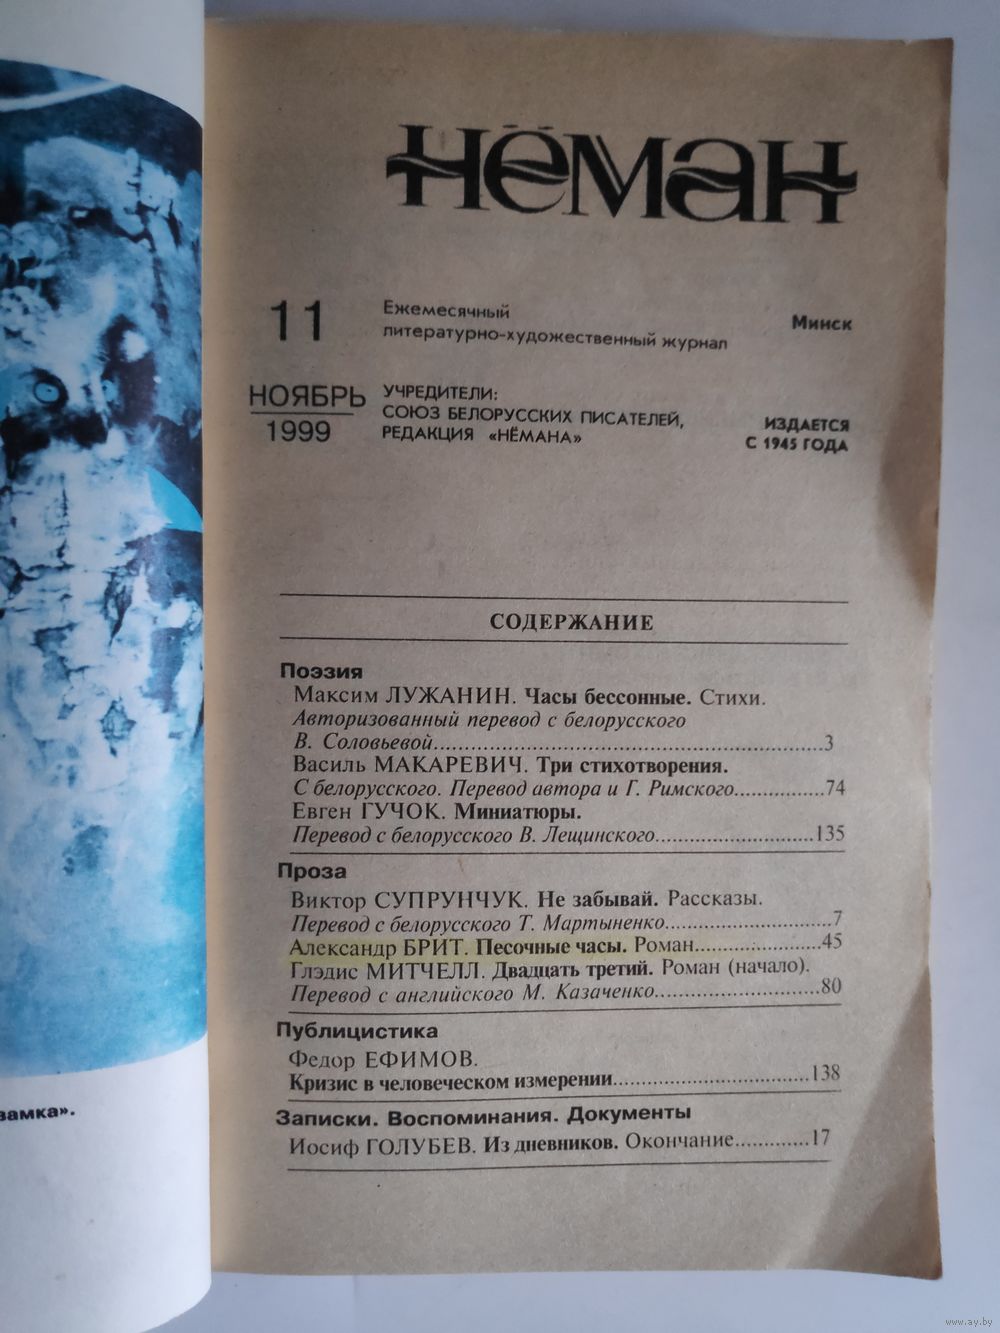 НЁМАН
11
Ежемесячный
литературно-художественный журнал
Минск
НОЯБРЬ
1999
УЧРЕДИТЕЛИ:
СОЮЗ БЕЛОРУССКИХ ПИСАТЕЛЕЙ,
РЕДАКЦИЯ «НЁМАНА»
ИЗДАЕТСЯ
С 1945 ГОДА
СОДЕРЖАНИЕ
Поэзия
Максим ЛУЖАНИН. Часы бессонные. Стихи.
Авторизованный перевод с белорусского
В. Соловьевой...3
Василь МАКАРЕВИЧ. Три стихотворения.
С белорусского. Перевод автора и Г. Римского...74
Евген ГУЧОК. Миниатюры.
Перевод с белорусского В. Лещинского...135
Проза
Виктор СУПРУНЧУК. Не забывай. Рассказы.
Перевод с белорусского Т. Мартыненко...7
Александр БРИТ. Песочные часы. Роман...45
Глэдис МИТЧЕЛЛ. Двадцать третий. Роман (начало).
Перевод с английского М. Казаченко...80
Публицистика
Федор ЕФИМОВ.
Кризис в человеческом измерении...138
Записки. Воспоминания. Документы
Иосиф ГОЛУБЕВ. Из дневников. Окончание...17
замка».
www.ay.by